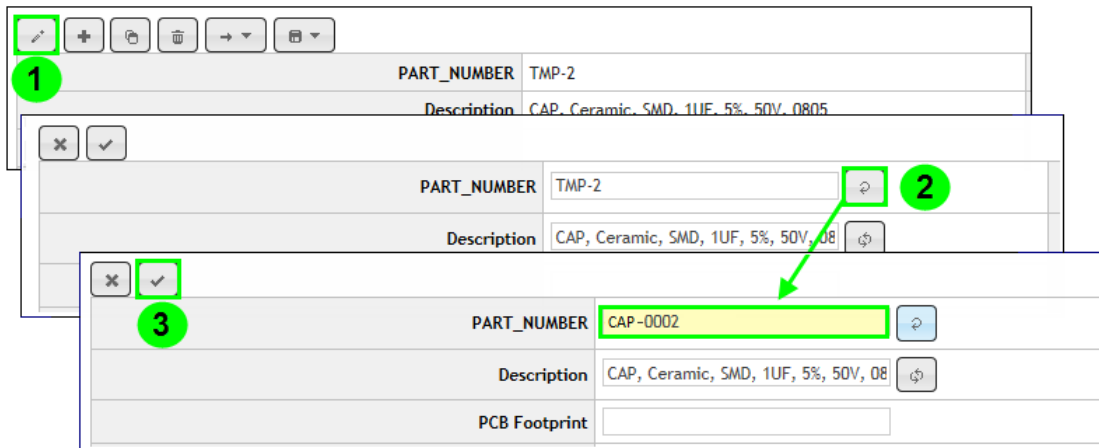 1
PART_NUMBER TMP-2
Description CAP, Ceramic, SMD, 1UF, 5%, 50V, 0805
PART_NUMBER TMP-2
2
Description CAP, Ceramic, SMD, 1UF, 5%, 50V, 08
3
PART_NUMBER CAP-0002
Description CAP, Ceramic, SMD, 1UF, 5%, 50V, 08
PCB Footprint